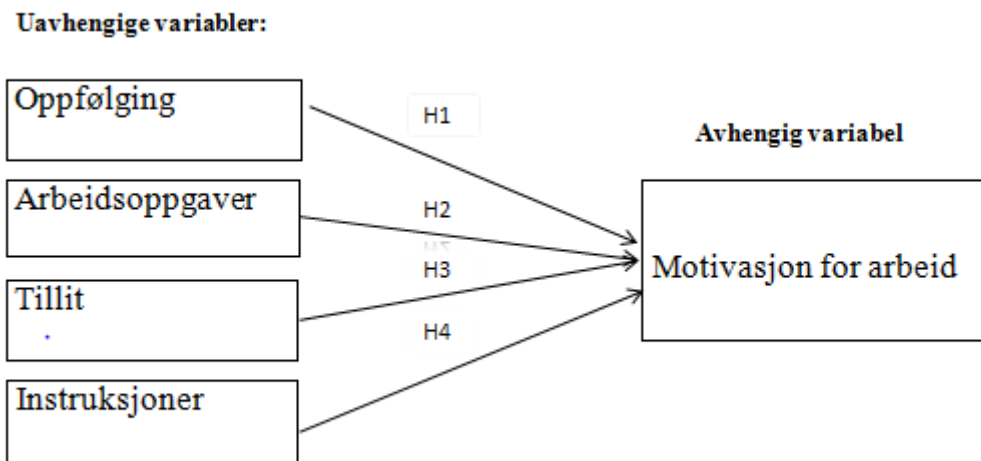 Uavhengige variabler:
Oppfølging
H1
Avhengig variabel
Arbeidsoppgaver
H2
H3
Motivasjon for arbeid
Tillit
H4
Instruksjoner